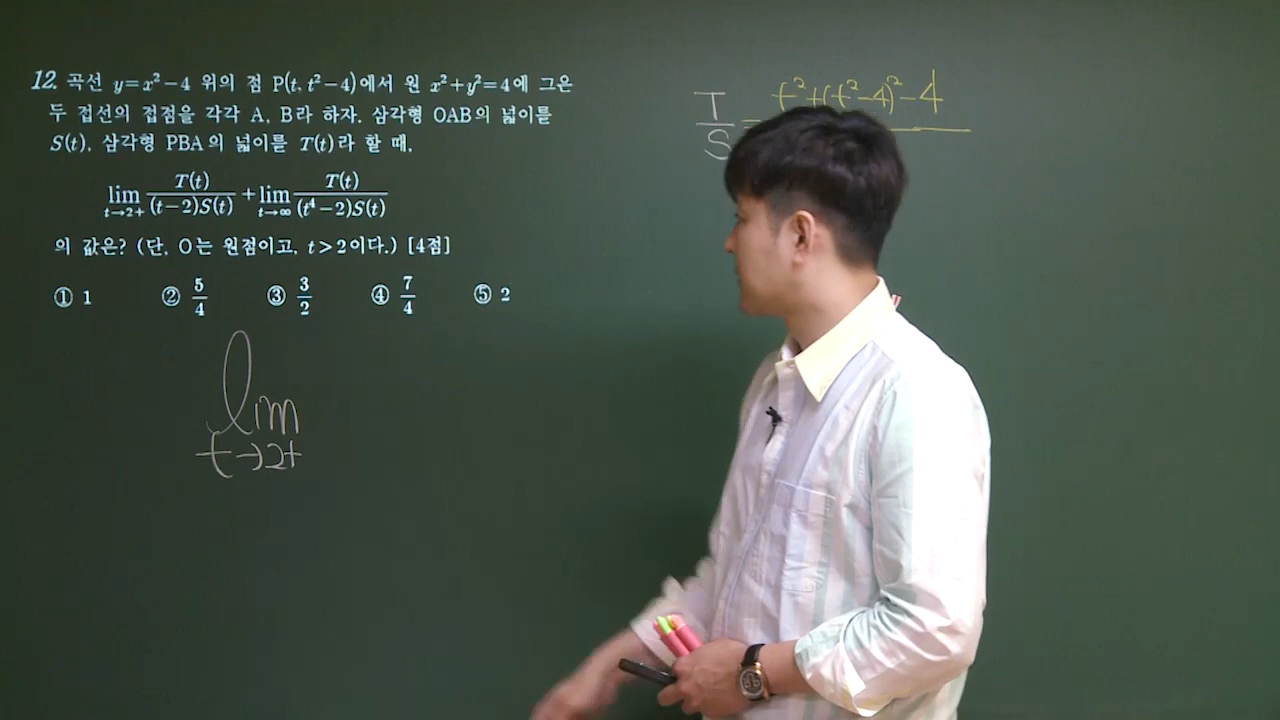 12. 곡선 y=x²-4 위의 점 P(t, t²-4)에서 원 x²+y²=4에 그은
두 접선의 접점을 각각 A, B라 하자. 삼각형 OAB의 넓이를
S(t), 삼각형 PBA의 넓이를 T(t)라 할 때,
lim t→2+ T(t)/((t-2)S(t)) + lim t→∞ T(t)/((t⁴-2)S(t))
의 값은? (단, O는 원점이고, t>2이다.) [4점]
① 1 ② 5/4 ③ 3/2 ④ 7/4 ⑤ 2
T/S = t²+(t²-4)²-4
lim
t→2+